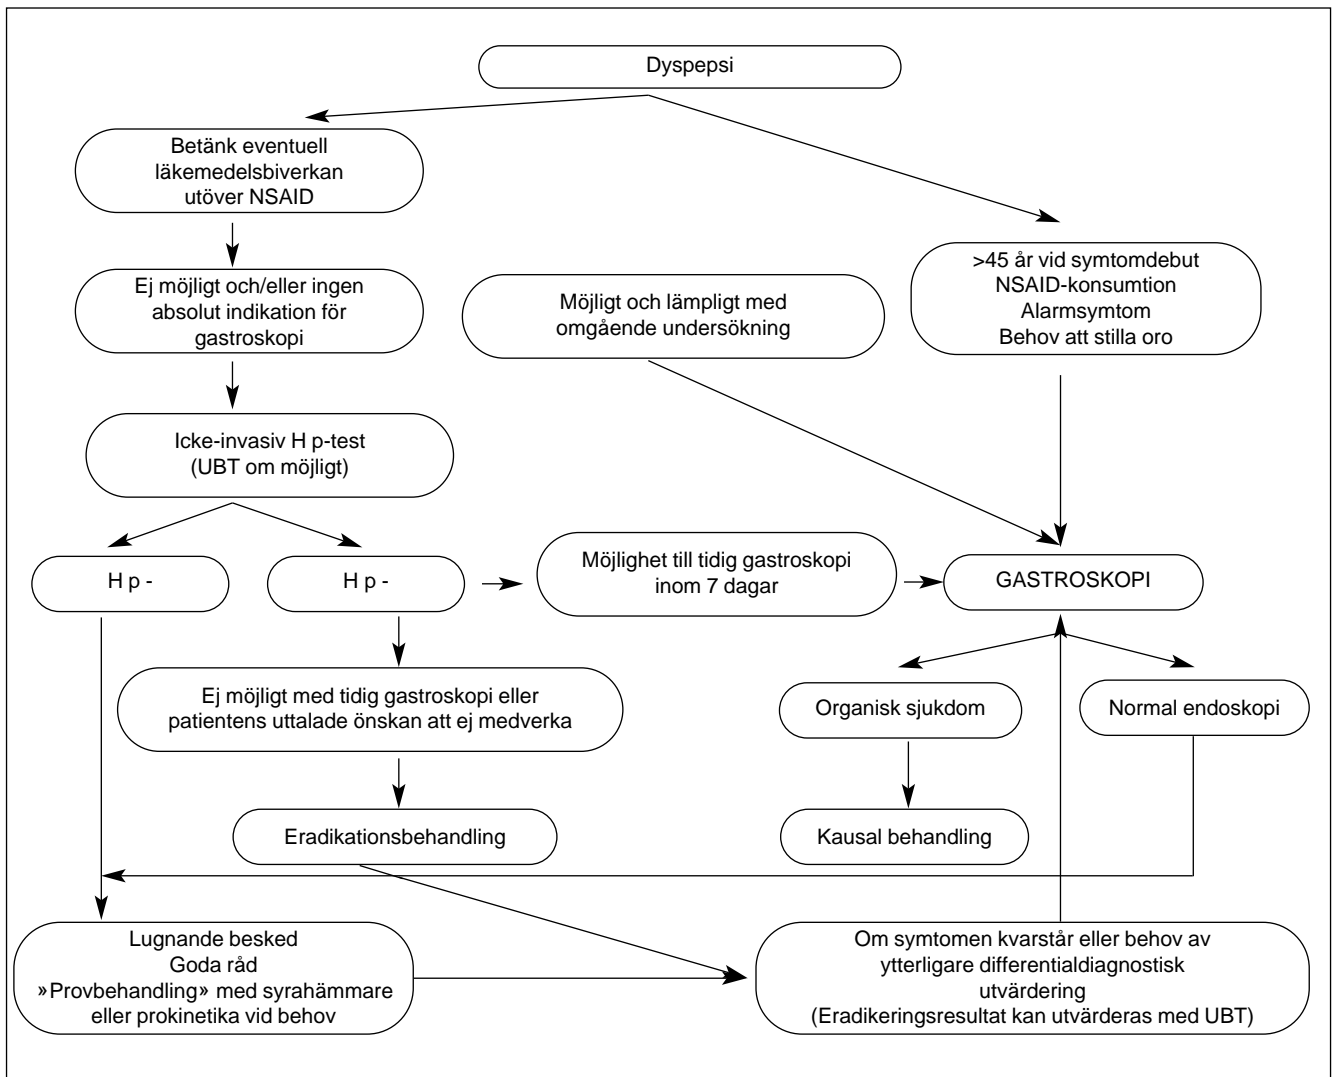 Dyspepsi
Betänk eventuell
läkemedelsbiverkan
utöver NSAID
>45 år vid symtomdebut
NSAID-konsumtion
Alarmsymtom
Behov att stilla oro
Ej möjligt och/eller ingen
absolut indikation för
gastroskopi
Möjligt och lämpligt med
omgående undersökning
Icke-invasiv H p-test
(UBT om möjligt)
H p -
H p -
Möjlighet till tidig gastroskopi
inom 7 dagar
GASTROSKOPI
Ej möjligt med tidig gastroskopi eller
patientens uttalade önskan att ej medverka
Organisk sjukdom
Normal endoskopi
Eradikationsbehandling
Kausal behandling
Lugnande besked
Goda råd
»Provbehandling» med syrahämmare
eller prokinetika vid behov
Om symtomen kvarstår eller behov av
ytterligare differentialdiagnostisk
utvärdering
(Eradikeringsresultat kan utvärderas med UBT)